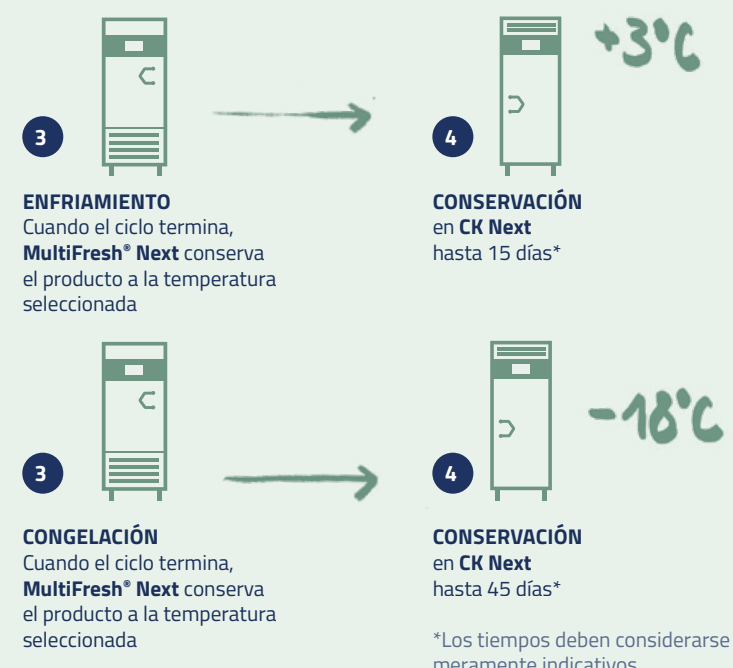 +3°C
3
4
ENFRIAMIENTO
Cuando el ciclo termina,
MultiFresh® Next conserva
el producto a la temperatura
seleccionada
CONSERVACIÓN
en CK Next
hasta 15 días*
-18°C
3
4
CONGELACIÓN
Cuando el ciclo termina,
MultiFresh® Next conserva
el producto a la temperatura
seleccionada
CONSERVACIÓN
en CK Next
hasta 45 días*
*Los tiempos deben considerarse
meramente indicativos